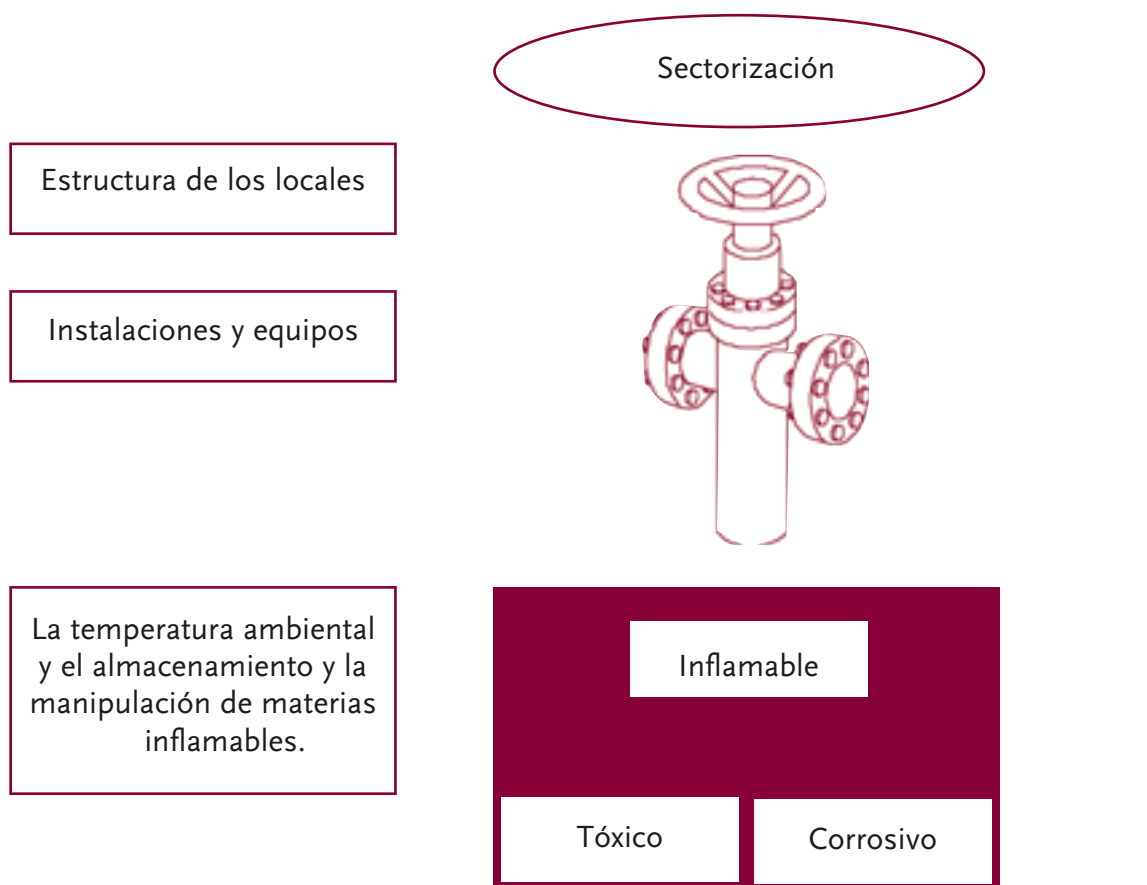 Sectorización
Estructura de los locales
Instalaciones y equipos
La temperatura ambiental
y el almacenamiento y la
manipulación de materias
inflamables.
Inflamable
Tóxico
Corrosivo